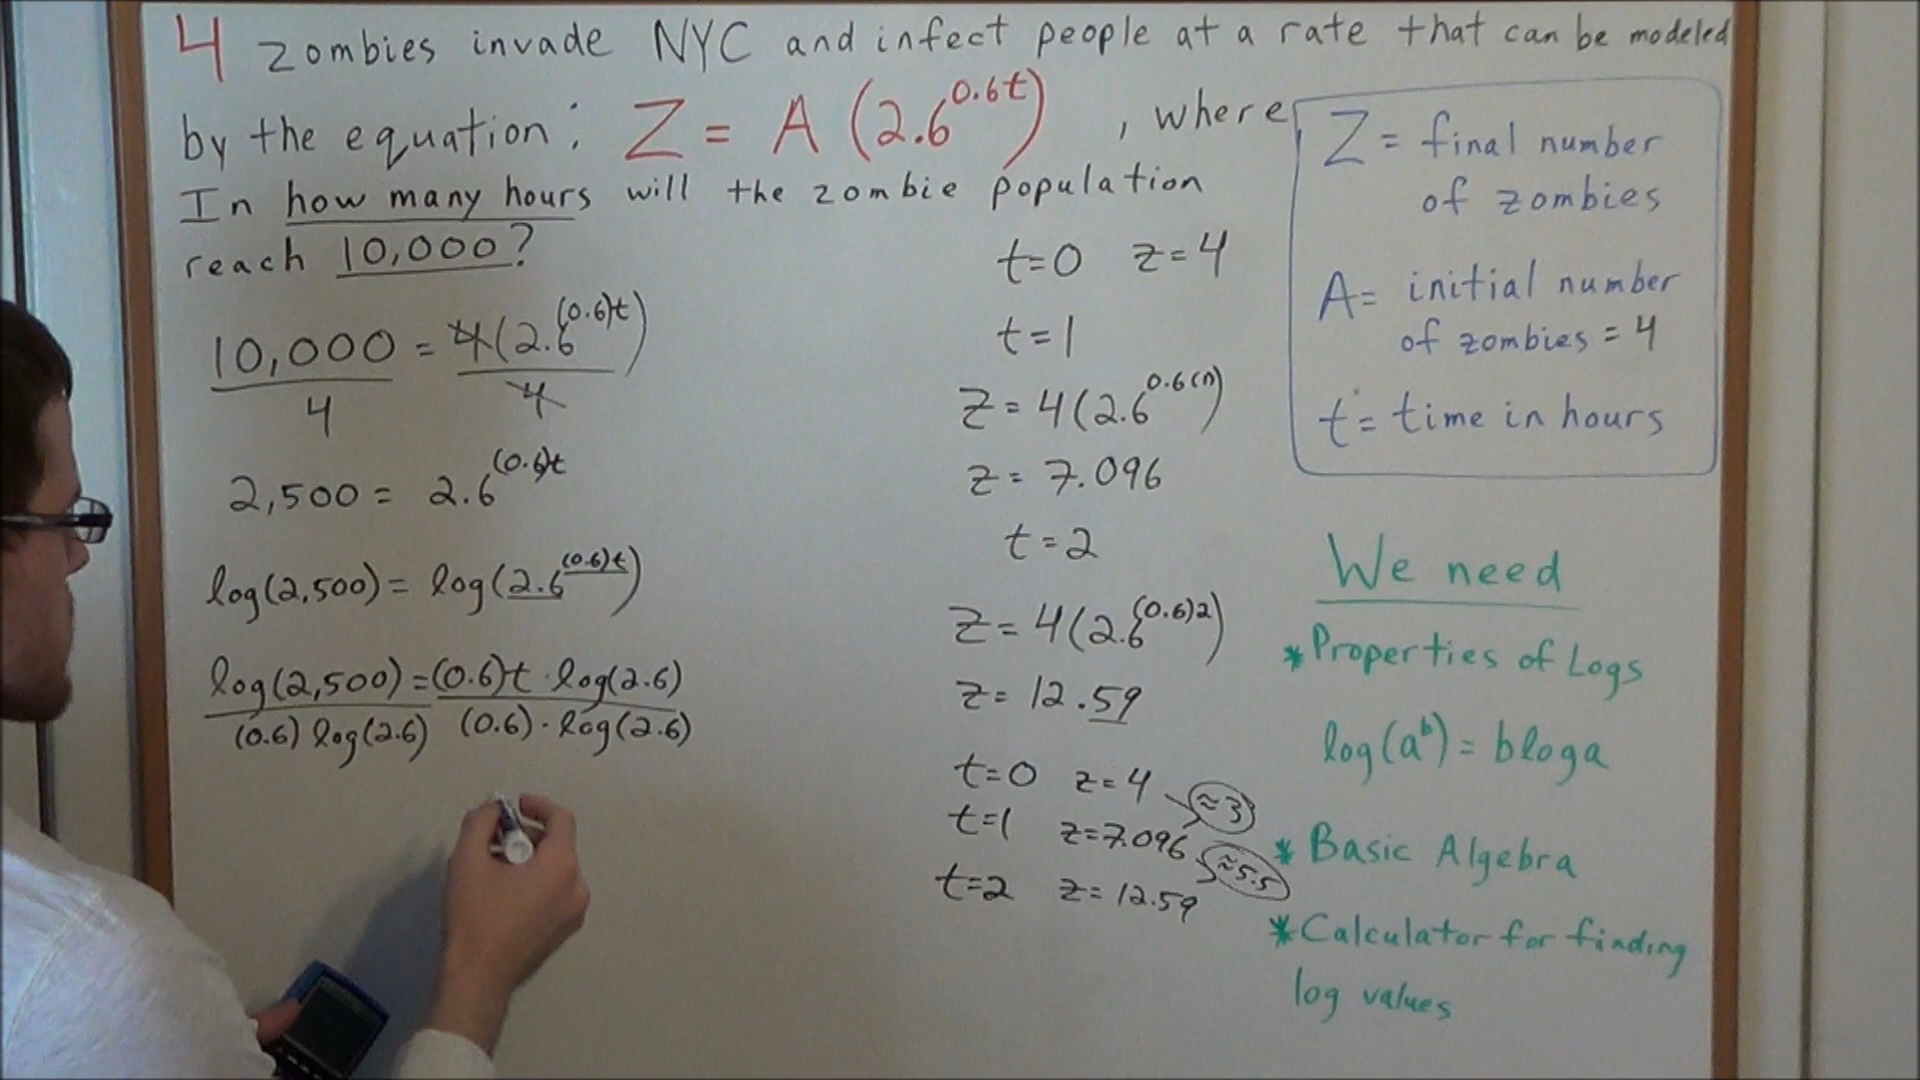 4 zombies invade NYC and infect people at a rate that can be modeled
by the equation: Z = A (2.6^0.6t) , where
In how many hours will the zombie population
reach 10,000?
10,000 = 4(2.6^(0.6)t)
4 4
2,500 = 2.6^(0.6)t
log(2,500) = log(2.6^(0.6)t)
log(2,500) = (0.6)t · log(2.6)
(0.6) log(2.6) (0.6) · log(2.6)
t=0 z=4
t=1
Z = 4(2.6^0.6(1))
z = 7.096
t=2
Z = 4(2.6^(0.6)2)
z = 12.59
t=0 z=4 ≈3
t=1 z=7.096
≈5.5
t=2 z=12.59
Z = final number
of zombies
A = initial number
of zombies = 4
t = time in hours
We need
* Properties of Logs
log(a^b) = bloga
* Basic Algebra
* Calculator for finding
log values